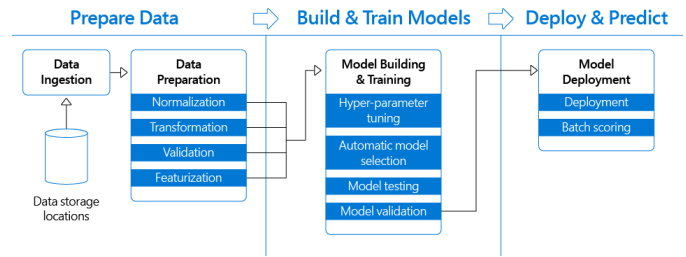 Prepare Data
Build & Train Models
Deploy & Predict
Data
Ingestion
Data storage
locations
Data
Preparation
Normalization
Transformation
Validation
Featurization
Model Building
& Training
Hyper-parameter
tuning
Automatic model
selection
Model testing
Model validation
Model
Deployment
Deployment
Batch scoring